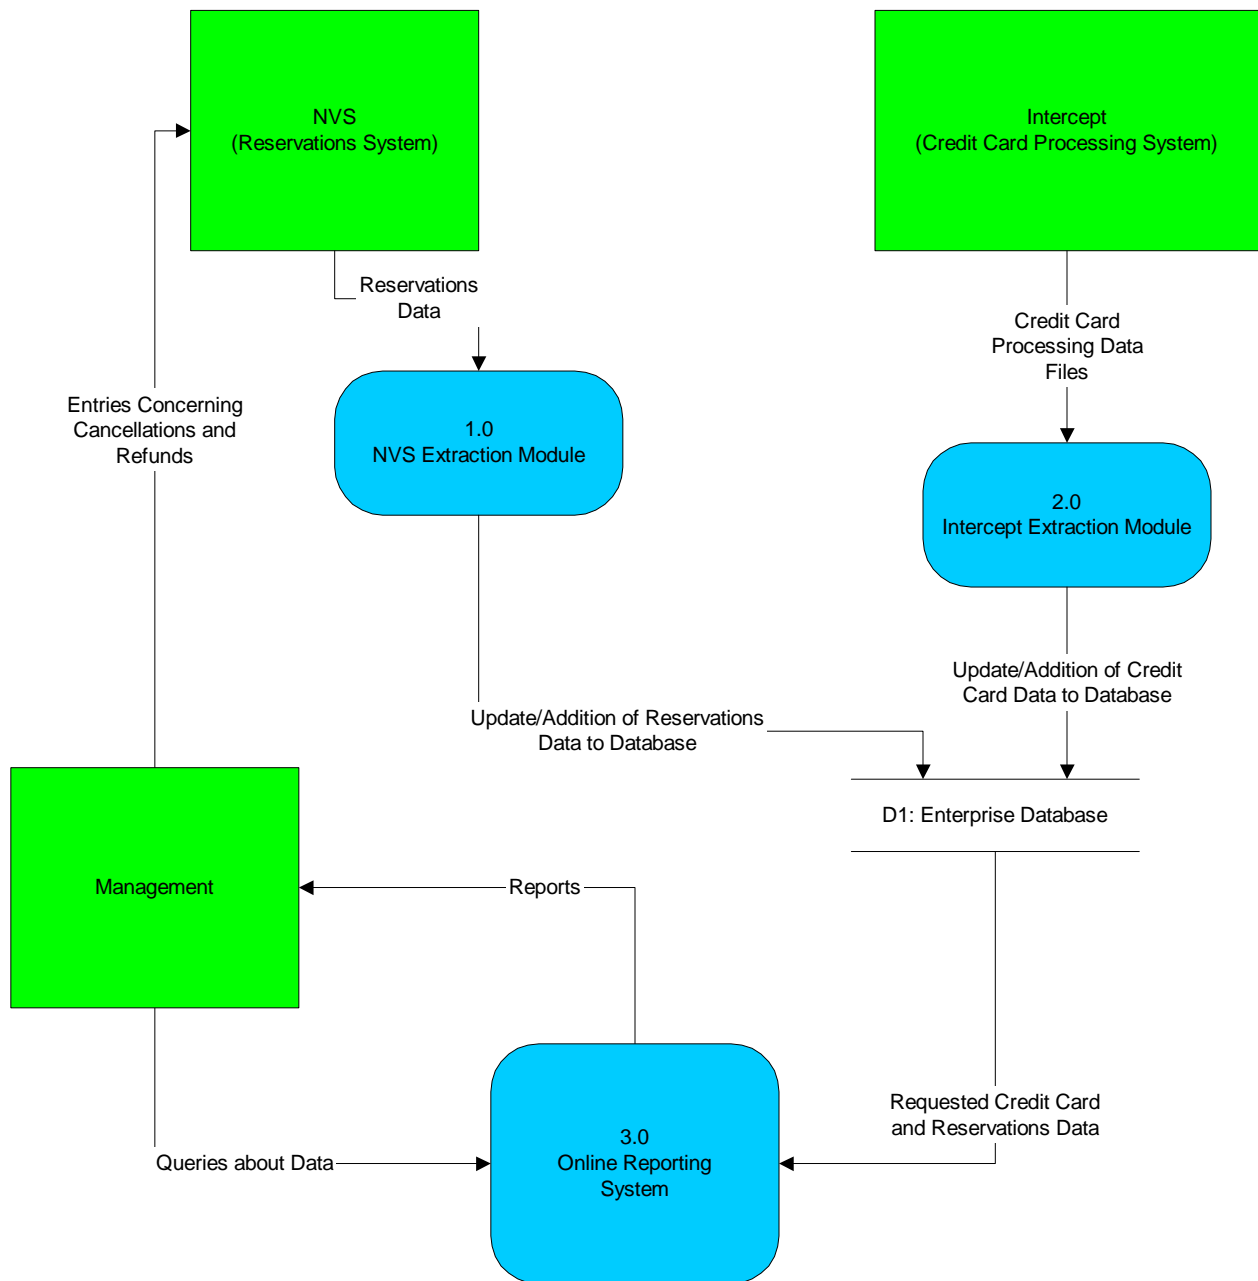 NVS
(Reservations System)
Intercept
(Credit Card Processing System)
Reservations
Data
Credit Card
Processing Data
Files
Entries Concerning
Cancellations and
Refunds
1.0
NVS Extraction Module
2.0
Intercept Extraction Module
Update/Addition of Credit
Card Data to Database
Update/Addition of Reservations
Data to Database
D1: Enterprise Database
Management
Reports
Requested Credit Card
and Reservations Data
3.0
Online Reporting
System
Queries about Data